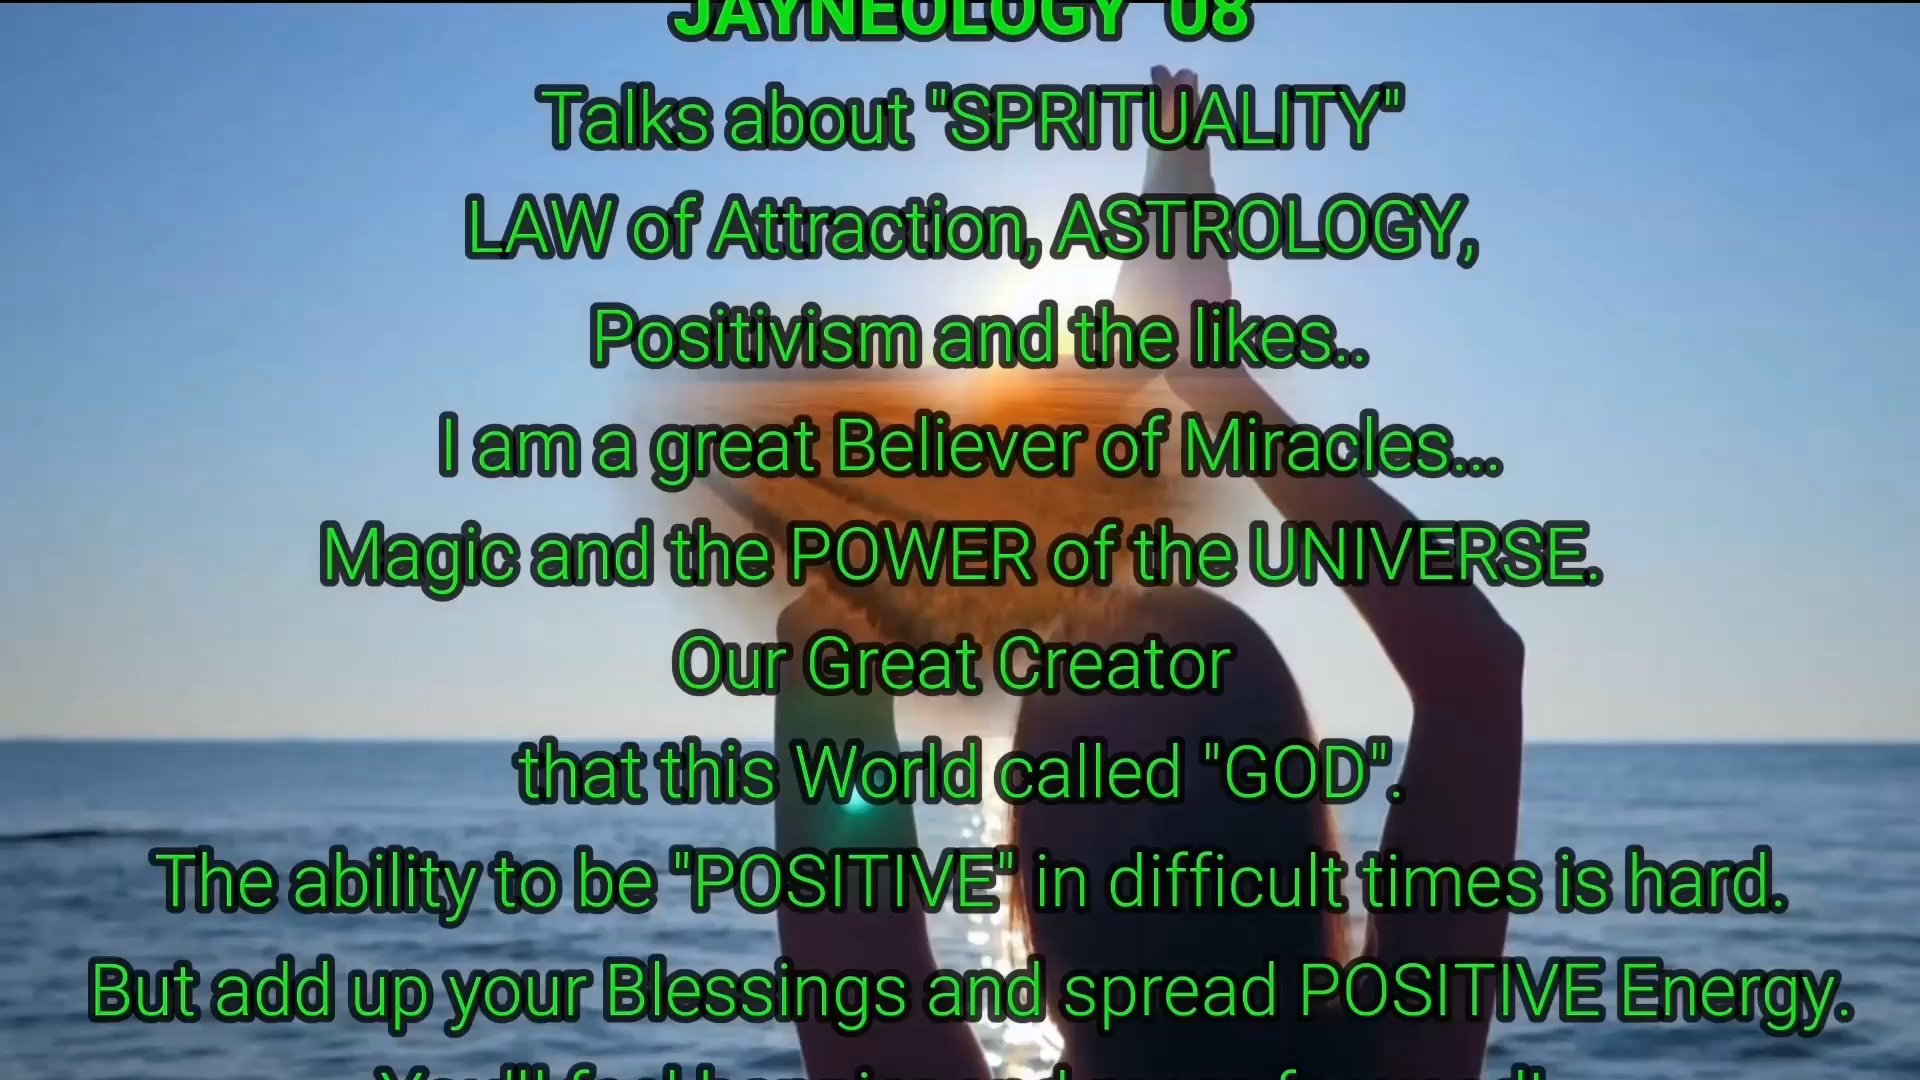 JAYNEOLOGY 08
Talks about "SPRITUALITY"
LAW of Attraction, ASTROLOGY,
Positivism and the likes..
I am a great Believer of Miracles...
Magic and the POWER of the UNIVERSE.
Our Great Creator
that this World called "GOD".
The ability to be "POSITIVE" in difficult times is hard.
But add up your Blessings and spread POSITIVE Energy.